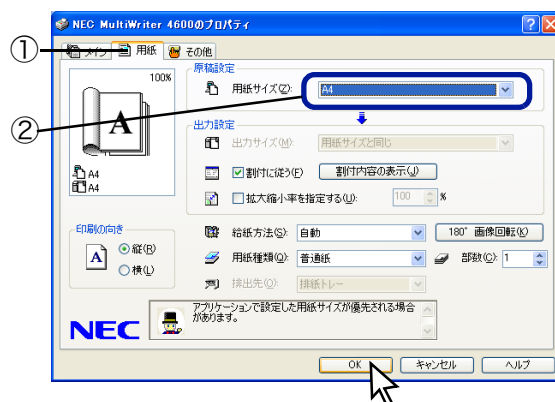 NEC MultiWriter 4600のプロパティ
① メイン 用紙 その他
原稿設定
100%
用紙サイズ(Z): A4
②
A
出力設定
出力サイズ(M): 用紙サイズと同じ
A4
A4
割付に従う(F) 割付内容の表示(J)
拡大縮小率を指定する(U): 100 %
印刷の向き
A
縦(R)
横(L)
給紙方法(S): 自動 180° 画像回転(K)
用紙種類(Q): 普通紙 部数(C): 1
排出先(O): 排紙トレー
NEC
アプリケーションで設定した用紙サイズが優先される場合
があります。
OK キャンセル ヘルプ